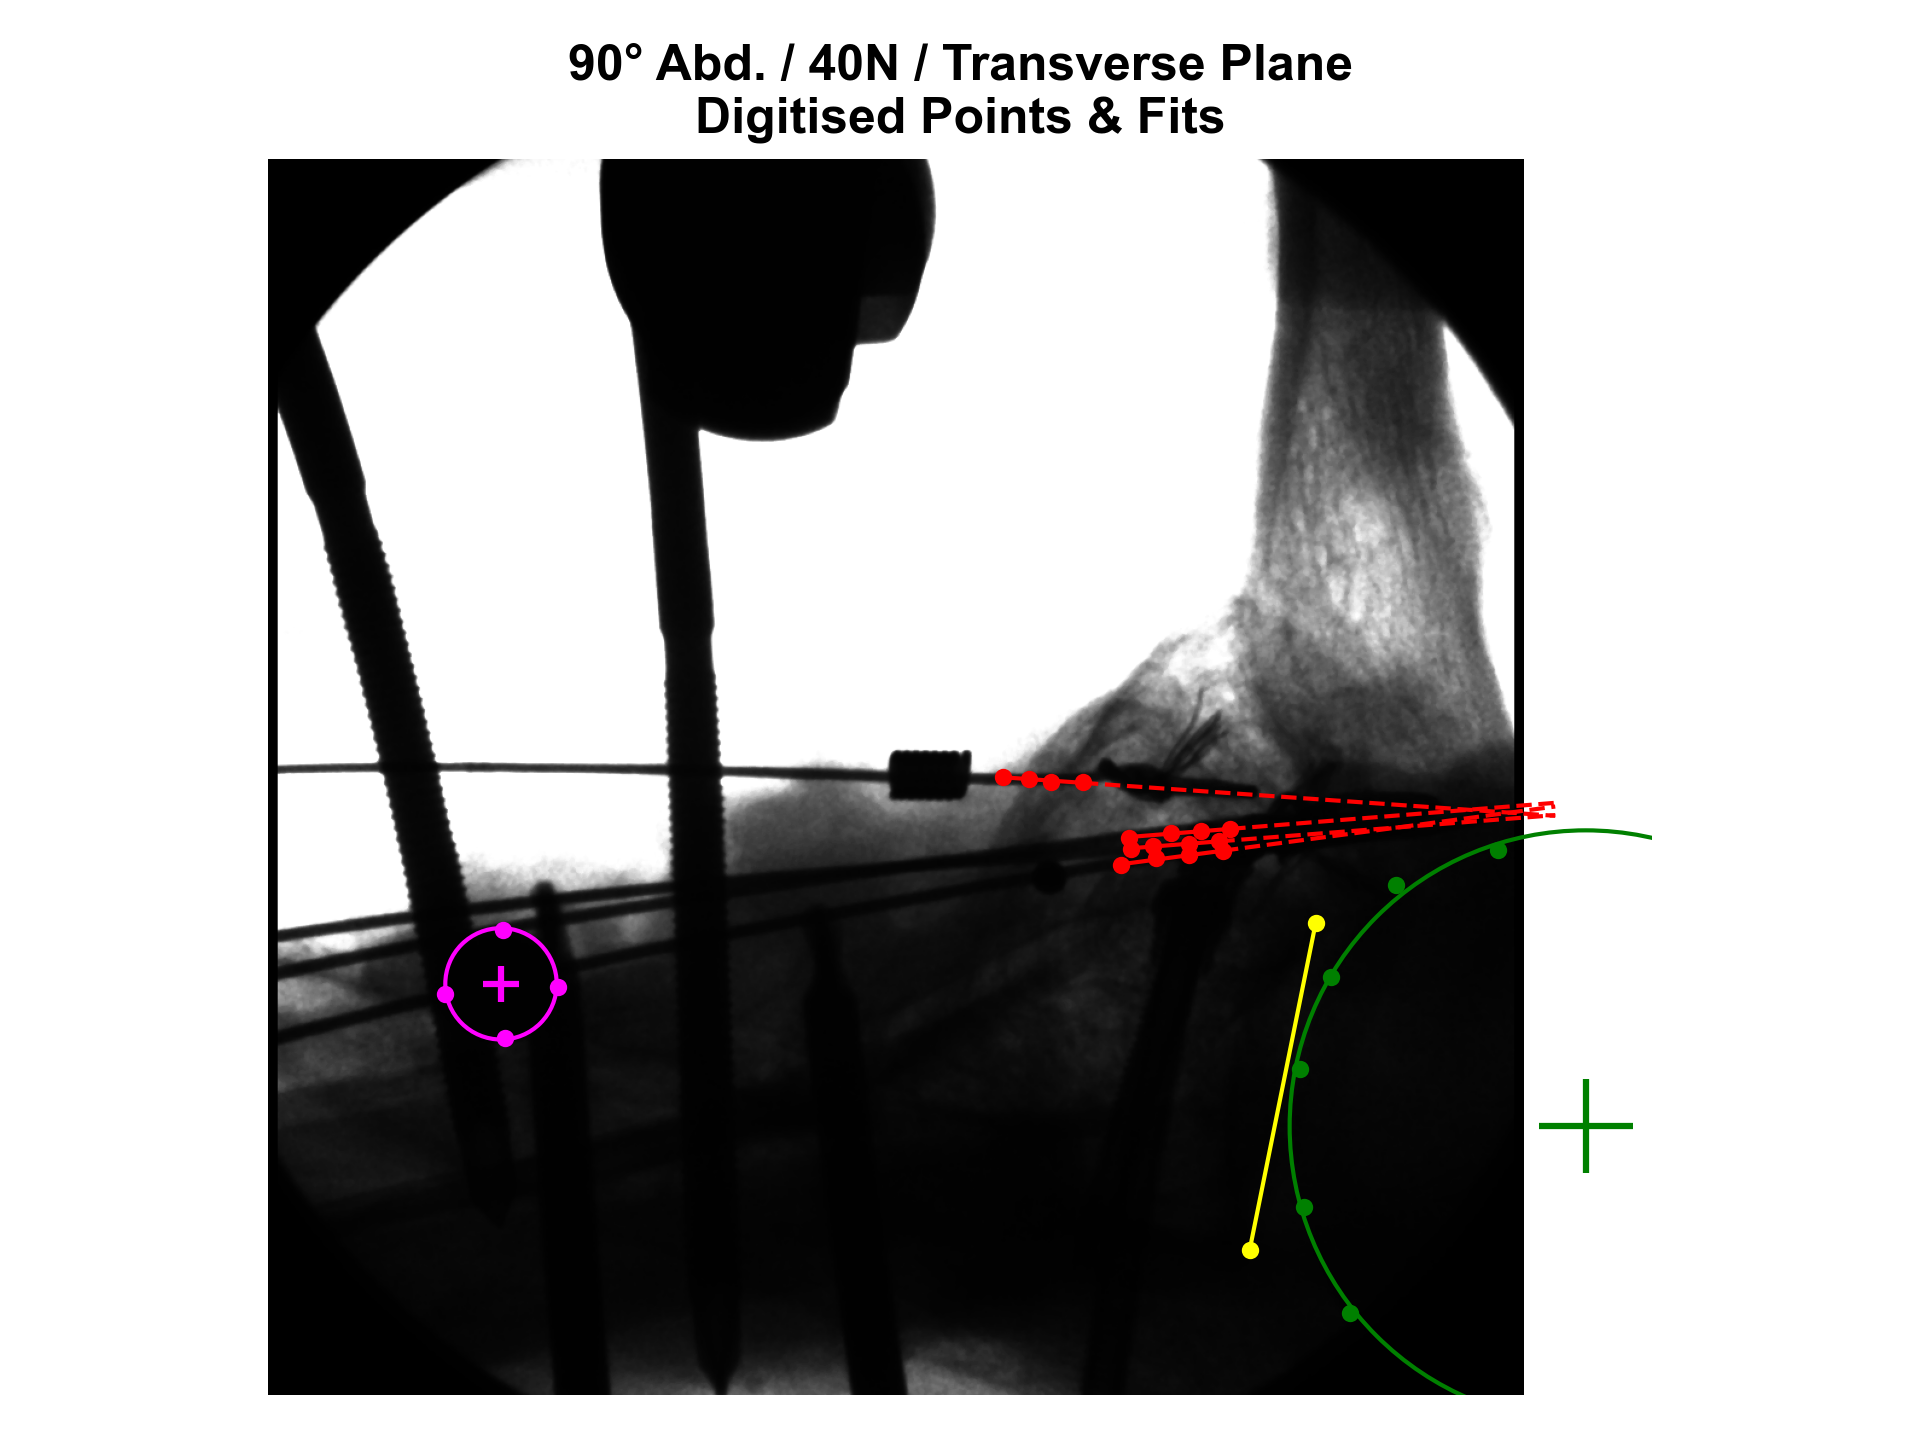 90° Abd. / 40N / Transverse Plane
Digitised Points & Fits